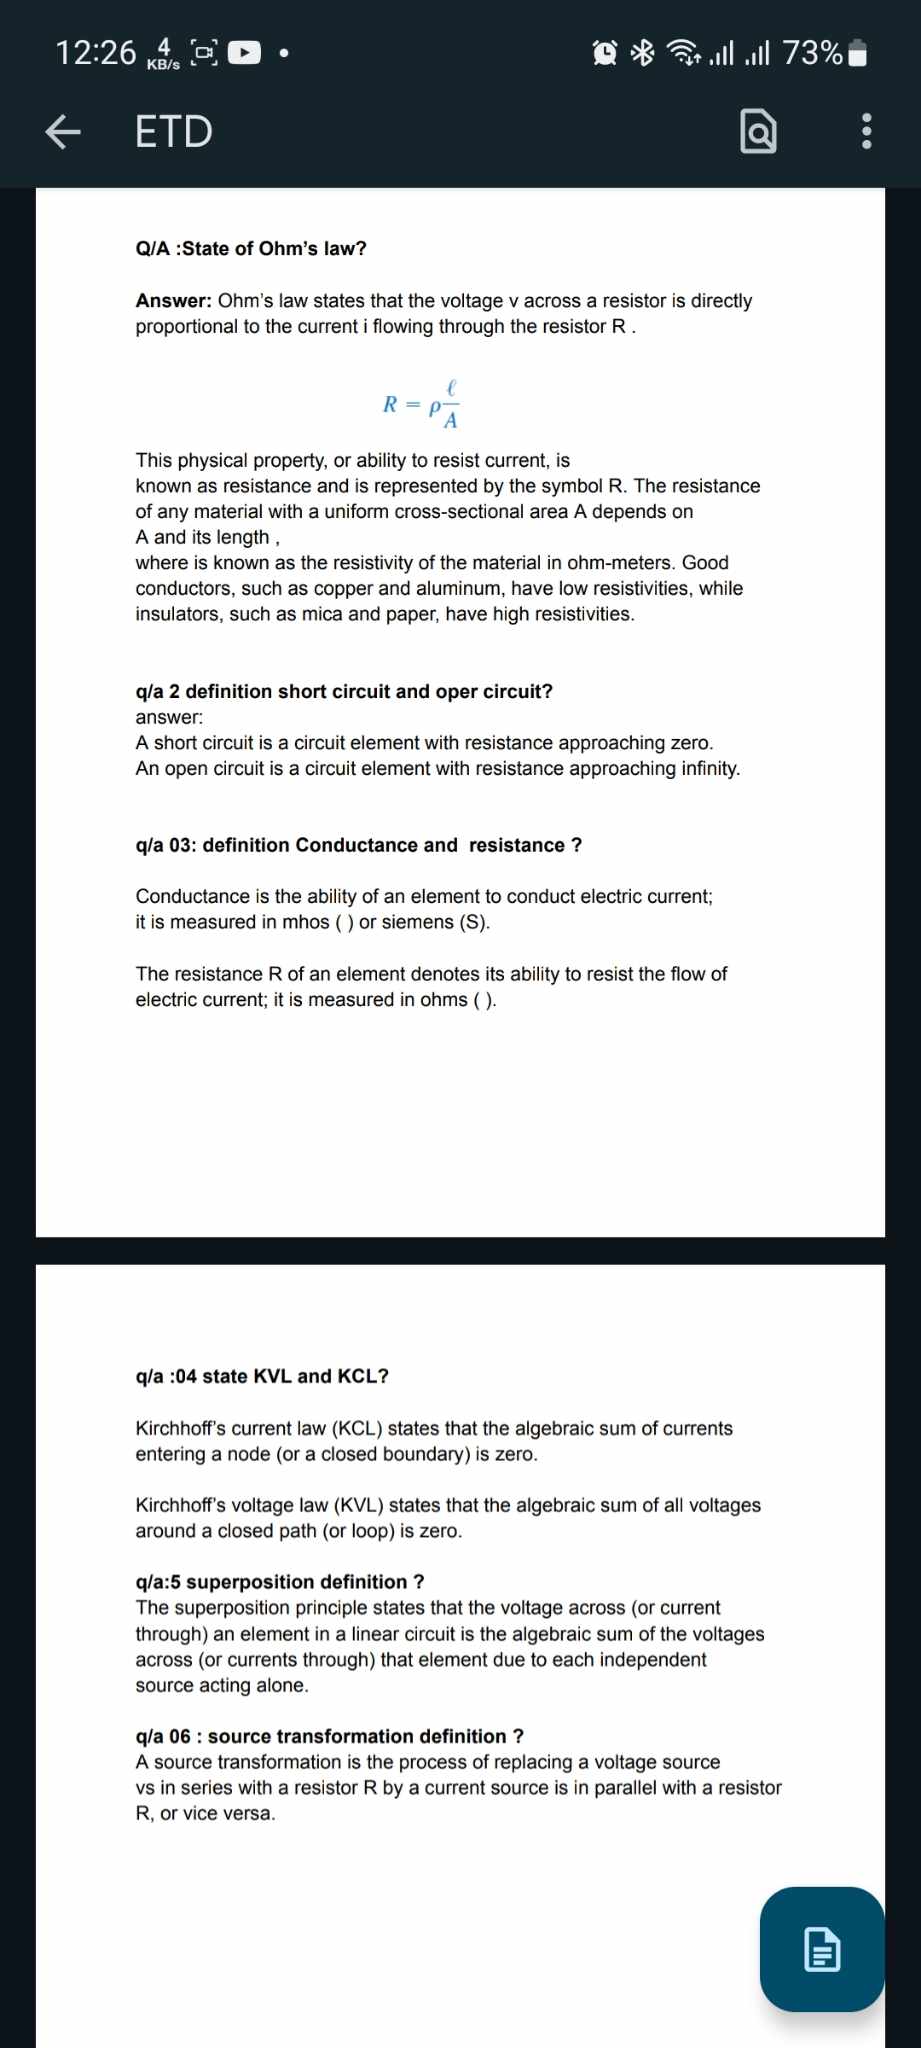 12:26 4 KB/s 73%
ETD
Q/A :State of Ohm's law?
Answer: Ohm's law states that the voltage v across a resistor is directly
proportional to the current i flowing through the resistor R .
R = ρ ℓ/A
This physical property, or ability to resist current, is
known as resistance and is represented by the symbol R. The resistance
of any material with a uniform cross-sectional area A depends on
A and its length ,
where is known as the resistivity of the material in ohm-meters. Good
conductors, such as copper and aluminum, have low resistivities, while
insulators, such as mica and paper, have high resistivities.
q/a 2 definition short circuit and oper circuit?
answer:
A short circuit is a circuit element with resistance approaching zero.
An open circuit is a circuit element with resistance approaching infinity.
q/a 03: definition Conductance and  resistance ?
Conductance is the ability of an element to conduct electric current;
it is measured in mhos ( ) or siemens (S).
The resistance R of an element denotes its ability to resist the flow of
electric current; it is measured in ohms ( ).
q/a :04 state KVL and KCL?
Kirchhoff's current law (KCL) states that the algebraic sum of currents
entering a node (or a closed boundary) is zero.
Kirchhoff's voltage law (KVL) states that the algebraic sum of all voltages
around a closed path (or loop) is zero.
q/a:5 superposition definition ?
The superposition principle states that the voltage across (or current
through) an element in a linear circuit is the algebraic sum of the voltages
across (or currents through) that element due to each independent
source acting alone.
q/a 06 : source transformation definition ?
A source transformation is the process of replacing a voltage source
vs in series with a resistor R by a current source is in parallel with a resistor
R, or vice versa.